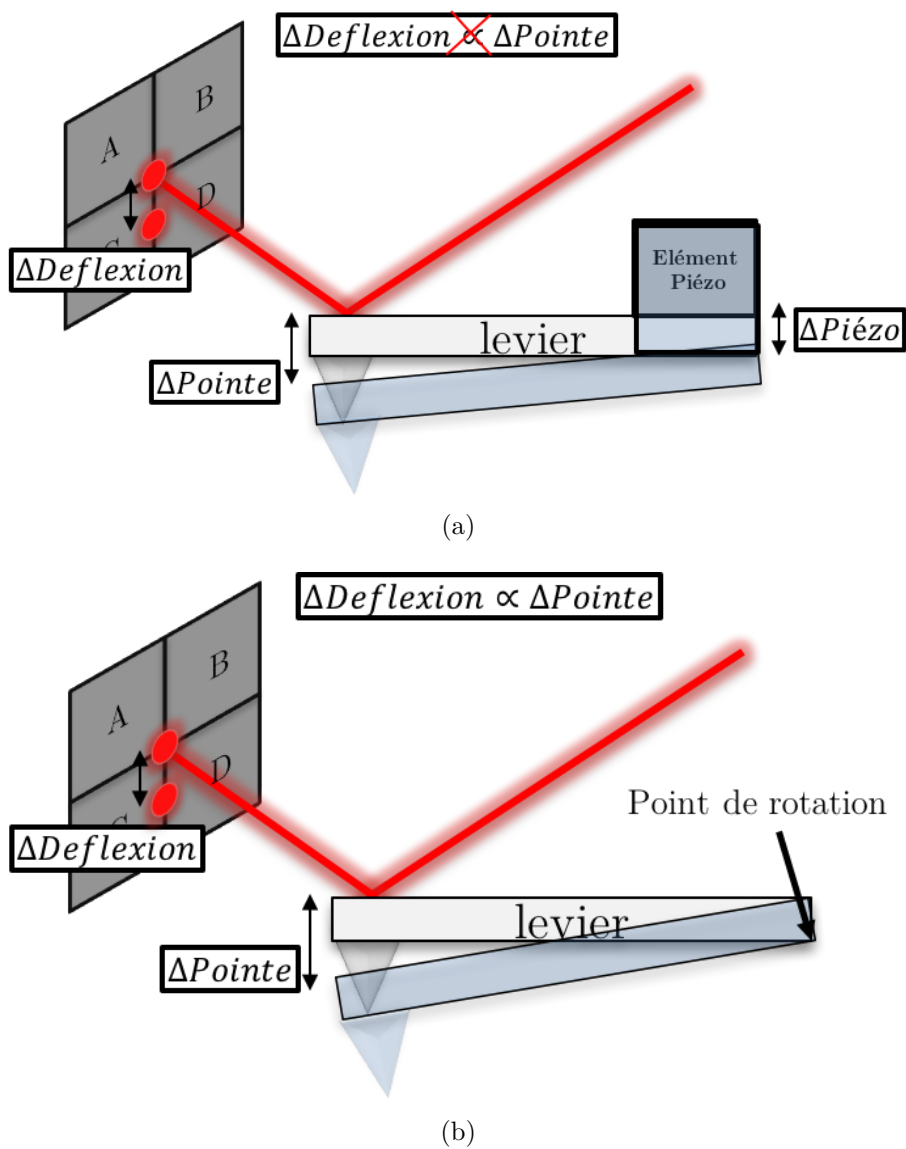 ΔDeflexion ∝ ΔPointe
B
A
D
C
ΔDeflexion
Elément
Piézo
levier
ΔPiézo
ΔPointe
(a)
ΔDeflexion ∝ ΔPointe
B
A
D
C
Point de rotation
ΔDeflexion
levier
ΔPointe
(b)